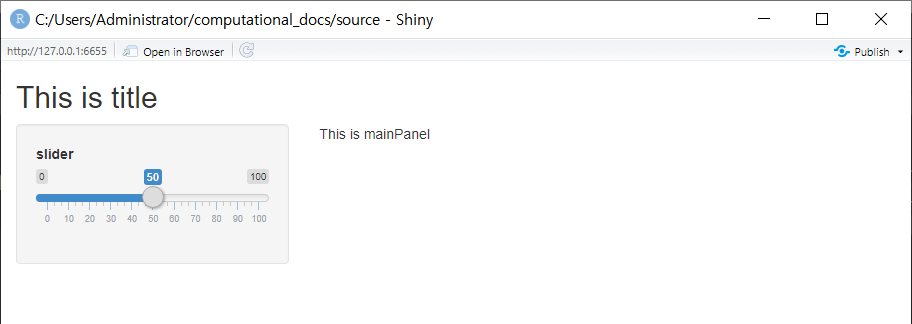 R C:/Users/Administrator/computational_docs/source - Shiny
http://127.0.0.1:6655 Open in Browser Publish
This is title
This is mainPanel
slider
0 50 100
0 10 20 30 40 50 60 70 80 90 100